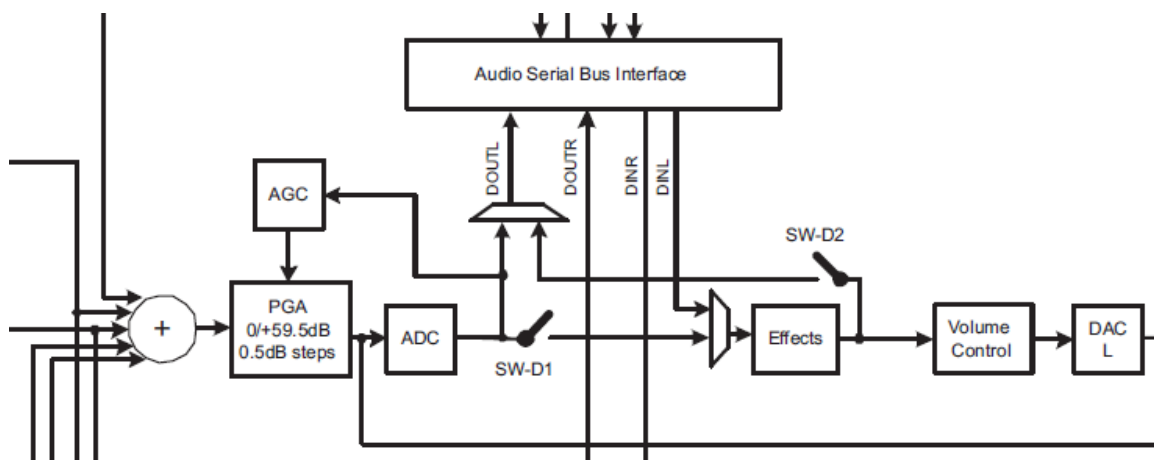 Audio Serial Bus Interface
DOUTL
DOUTR
DINR
DINL
AGC
SW-D2
PGA
0/+59.5dB
0.5dB steps
+
ADC
SW-D1
Effects
Volume
Control
DAC
L